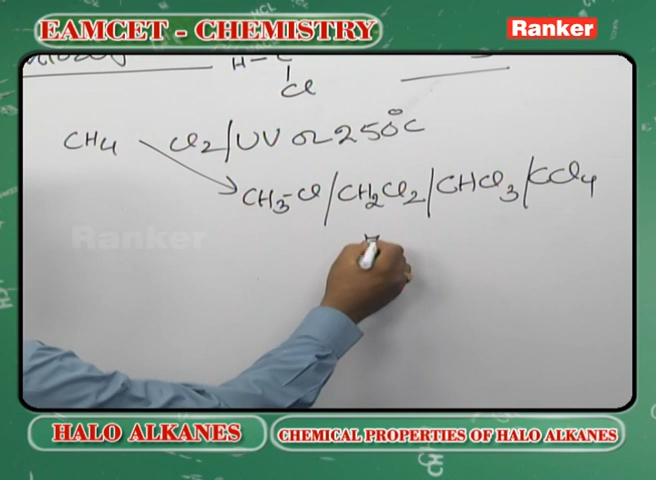 EAMCET - CHEMISTRY
Ranker
H-C
Cl
CH4 Cl2/UV or 250°C
CH3-Cl/CH2Cl2/CHCl3/CCl4
Ranker
HALO ALKANES
CHEMICAL PROPERTIES OF HALO ALKANES